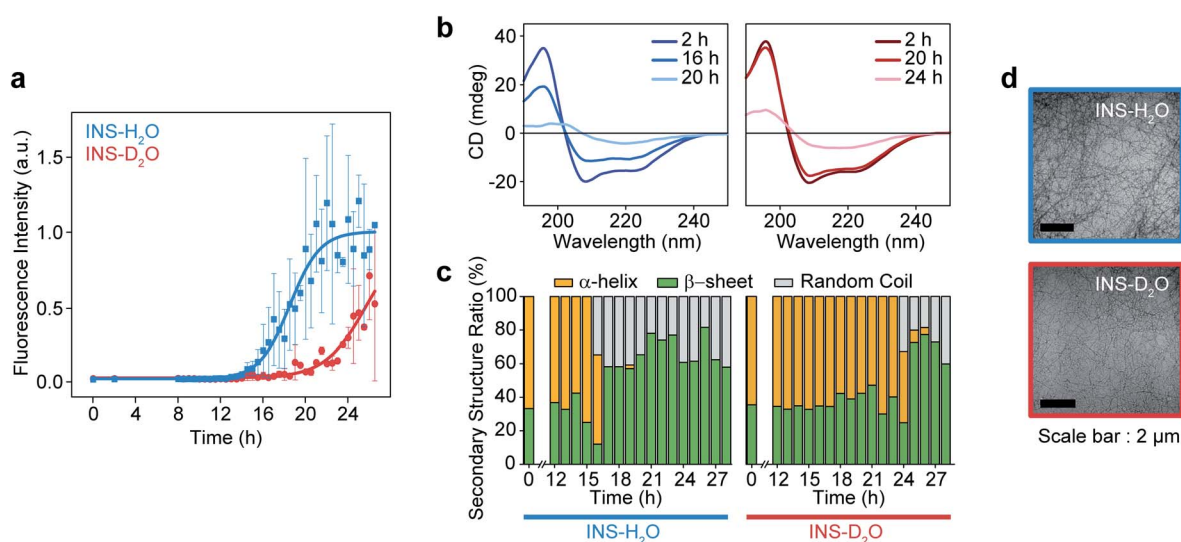 a
INS-H₂O
INS-D₂O
Fluorescence Intensity (a.u.)
1.5
1.0
0.5
0.0
0 4 8 12 16 20 24
Time (h)
b
CD (mdeg)
40
20
0
-20
2 h
16 h
20 h
200 220 240
Wavelength (nm)
2 h
20 h
24 h
200 220 240
Wavelength (nm)
c
α-helix β−sheet Random Coil
Secondary Structure Ratio (%)
100
80
60
40
20
0
0 12 15 18 21 24 27
Time (h)
INS-H₂O
0 12 15 18 21 24 27
Time (h)
INS-D₂O
d
INS-H₂O
INS-D₂O
Scale bar : 2 μm